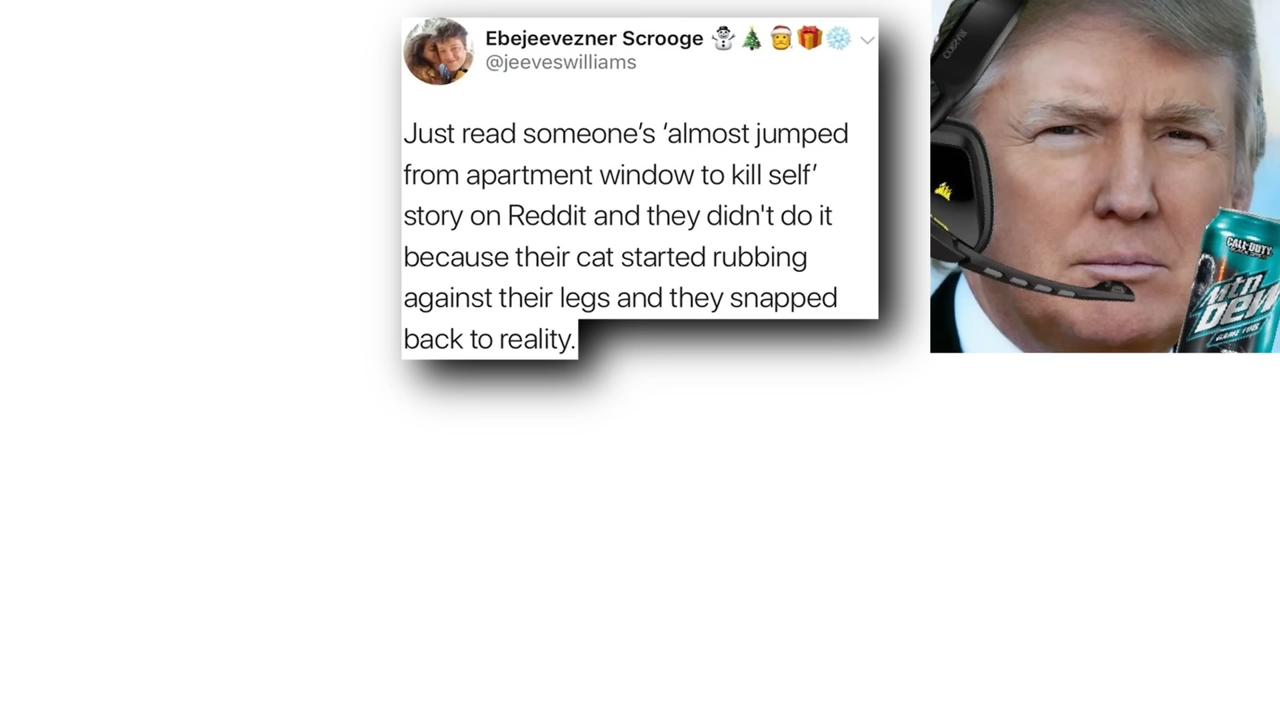 Ebejeevezner Scrooge ⛄🎄🎅🎁❄️
@jeeveswilliams
Just read someone’s ‘almost jumped
from apartment window to kill self’
story on Reddit and they didn't do it
because their cat started rubbing
against their legs and they snapped
back to reality.
CALL OF DUTY
mtn
DEW
GAME FUEL